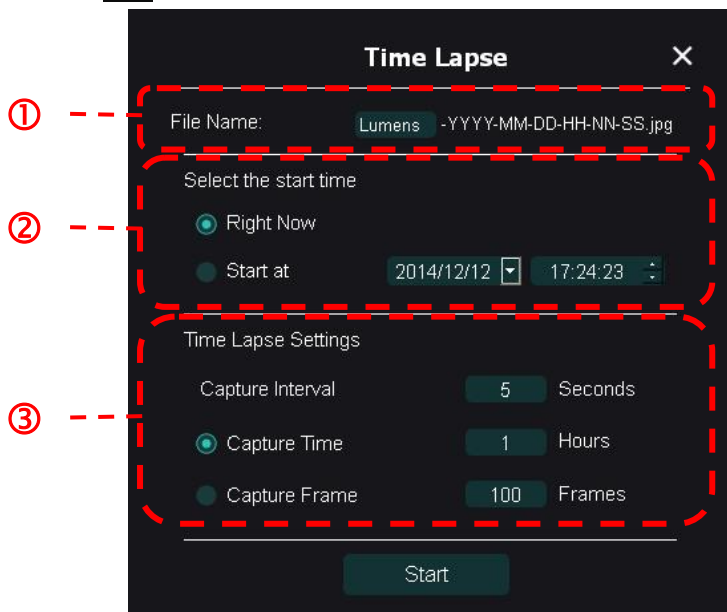 Time Lapse ×
① File Name: Lumens -YYYY-MM-DD-HH-NN-SS.jpg
Select the start time
② Right Now
Start at 2014/12/12 17:24:23
Time Lapse Settings
Capture Interval 5 Seconds
③ Capture Time 1 Hours
Capture Frame 100 Frames
Start